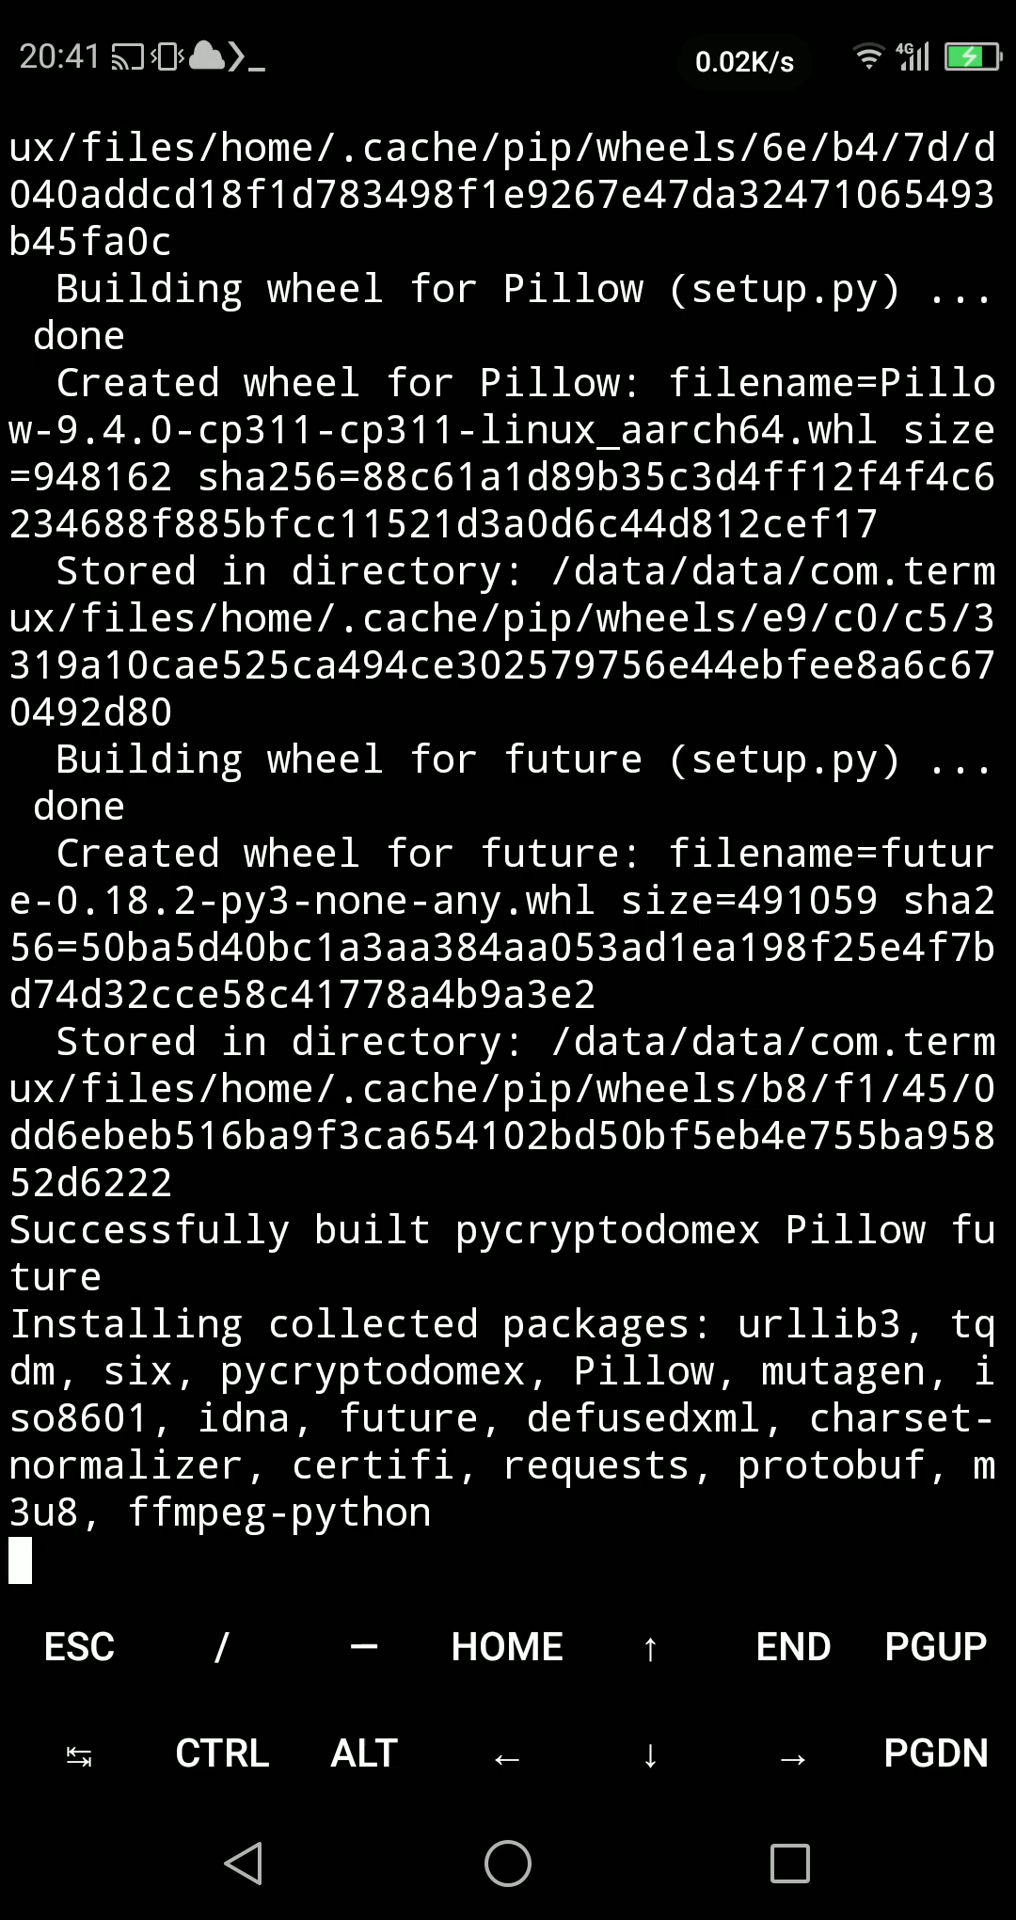 20:41
0.02K/s
4G
ux/files/home/.cache/pip/wheels/6e/b4/7d/d
040addcd18f1d783498f1e9267e47da32471065493
b45fa0c
  Building wheel for Pillow (setup.py) ...
 done
  Created wheel for Pillow: filename=Pillo
w-9.4.0-cp311-cp311-linux_aarch64.whl size
=948162 sha256=88c61a1d89b35c3d4ff12f4f4c6
234688f885bfcc11521d3a0d6c44d812cef17
  Stored in directory: /data/data/com.term
ux/files/home/.cache/pip/wheels/e9/c0/c5/3
319a10cae525ca494ce302579756e44ebfee8a6c67
0492d80
  Building wheel for future (setup.py) ...
 done
  Created wheel for future: filename=futur
e-0.18.2-py3-none-any.whl size=491059 sha2
56=50ba5d40bc1a3aa384aa053ad1ea198f25e4f7b
d74d32cce58c41778a4b9a3e2
  Stored in directory: /data/data/com.term
ux/files/home/.cache/pip/wheels/b8/f1/45/0
dd6ebeb516ba9f3ca654102bd50bf5eb4e755ba958
52d6222
Successfully built pycryptodomex Pillow fu
ture
Installing collected packages: urllib3, tq
dm, six, pycryptodomex, Pillow, mutagen, i
so8601, idna, future, defusedxml, charset-
normalizer, certifi, requests, protobuf, m
3u8, ffmpeg-python
ESC / — HOME ↑ END PGUP
↹ CTRL ALT ← ↓ → PGDN